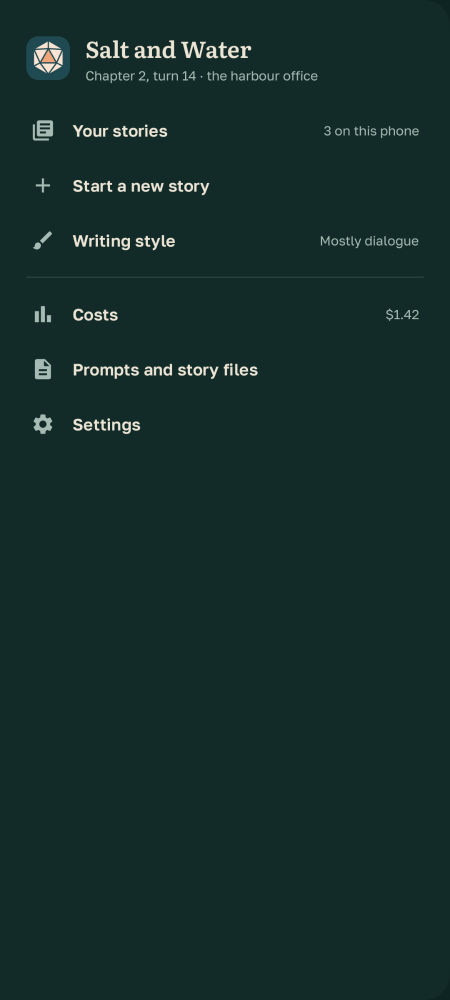 Salt and Water
Chapter 2, turn 14 · the harbour office
Your stories 3 on this phone
Start a new story
Writing style Mostly dialogue
Costs $1.42
Prompts and story files
Settings